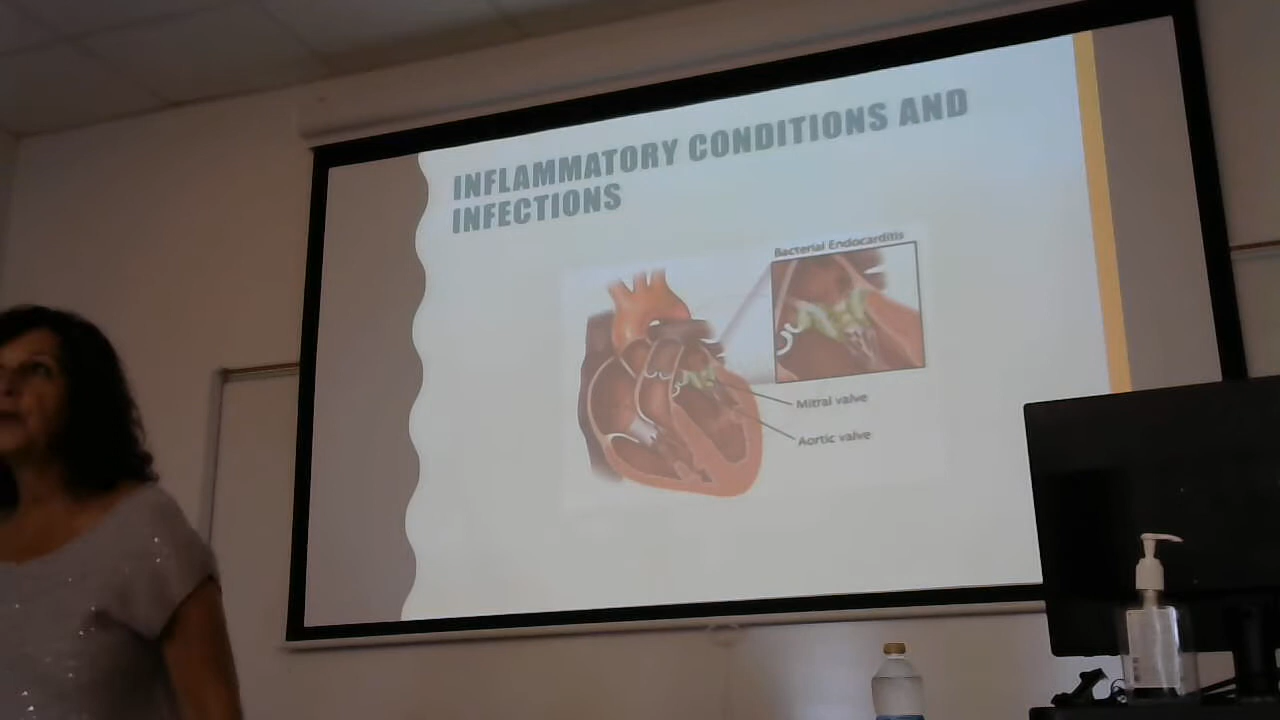 INFLAMMATORY CONDITIONS AND
INFECTIONS
Bacterial Endocarditis
Mitral valve
Aortic valve